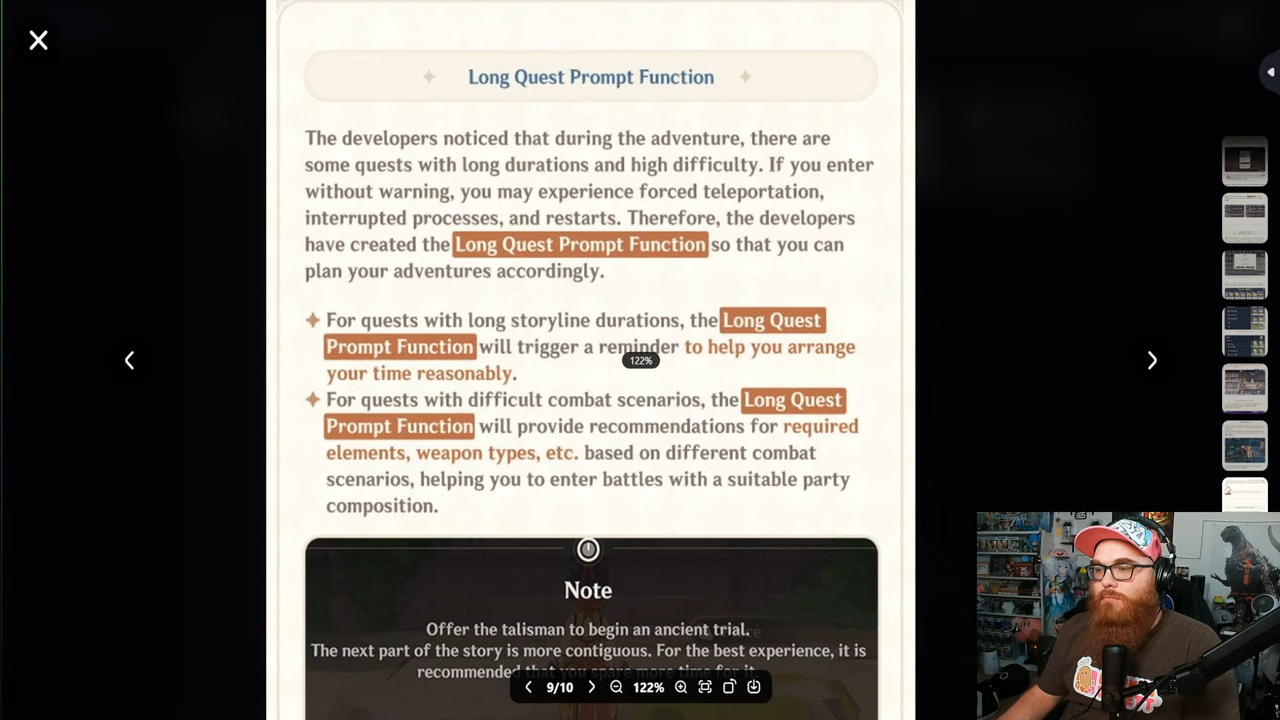 Long Quest Prompt Function
The developers noticed that during the adventure, there are
some quests with long durations and high difficulty. If you enter
without warning, you may experience forced teleportation,
interrupted processes, and restarts. Therefore, the developers
have created the Long Quest Prompt Function so that you can
plan your adventures accordingly.
For quests with long storyline durations, the Long Quest
Prompt Function will trigger a reminder to help you arrange
your time reasonably.
122%
For quests with difficult combat scenarios, the Long Quest
Prompt Function will provide recommendations for required
elements, weapon types, etc. based on different combat
scenarios, helping you to enter battles with a suitable party
composition.
Note
Offer the talisman to begin an ancient trial.
The next part of the story is more contiguous. For the best experience, it is
recommended that you spare more time for it.
9/10 122%